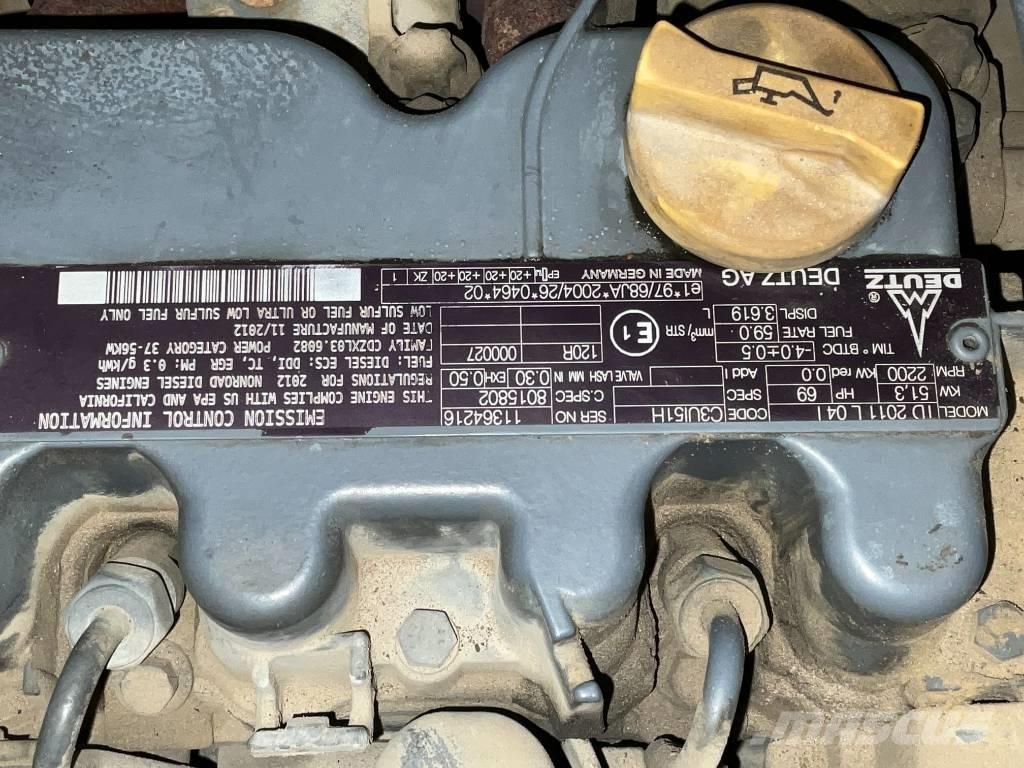 EMISSION CONTROL INFORMATION
THIS ENGINE COMPLIES WITH US EPA AND CALIFORNIA
REGULATIONS FOR 2012 NONROAD DIESEL ENGINES
FUEL: DIESEL ECS: ECS, DDI, TC, EGR PM: 0.3 g/kWh
FAMILY CDZXL03.6082 POWER CATEGORY 37-56KW
DATE OF MANUFACTURE 11/2012
LOW SULFUR FUEL OR ULTRA LOW SULFUR FUEL ONLY
MODEL TD 2011 L 04 I CODE C3UI51H SER NO 11364216
KW 51,3 HP 69 SPEC C.SPEC 8015802
RPM 2200 kW red 0.0 Add I VALVE LASH MM IN 0.30 EXH 0.50
TIM ° BTDC -4.0±0.5 120R 000027
FUEL RATE 59.0 mm³/STR
DISPL 3.619 L
E1
e1*97/68JA*2004/26*0464*02
DEUTZ ®
DEUTZ AG MADE IN GERMANY
+20+20+20+20 ZK 1
MASCUS